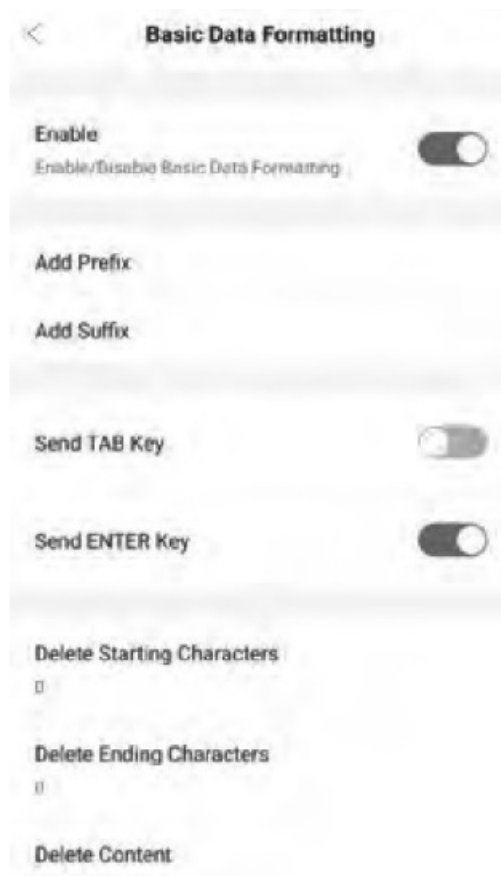 Basic Data Formatting
Enable
Enable/Disable Basic Data Formatting
Add Prefix
Add Suffix
Send TAB Key
Send ENTER Key
Delete Starting Characters
0
Delete Ending Characters
0
Delete Content